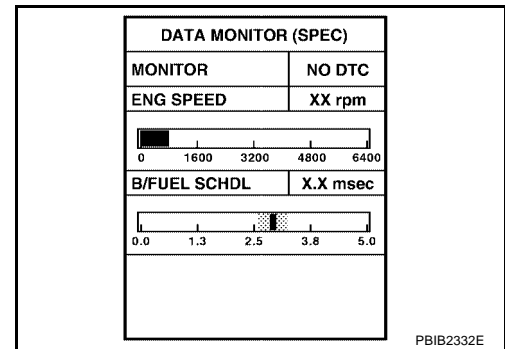 DATA MONITOR (SPEC)
MONITOR NO DTC
ENG SPEED XX rpm
0 1600 3200 4800 6400
B/FUEL SCHDL X.X msec
0.0 1.3 2.5 3.8 5.0
PBIB2332E